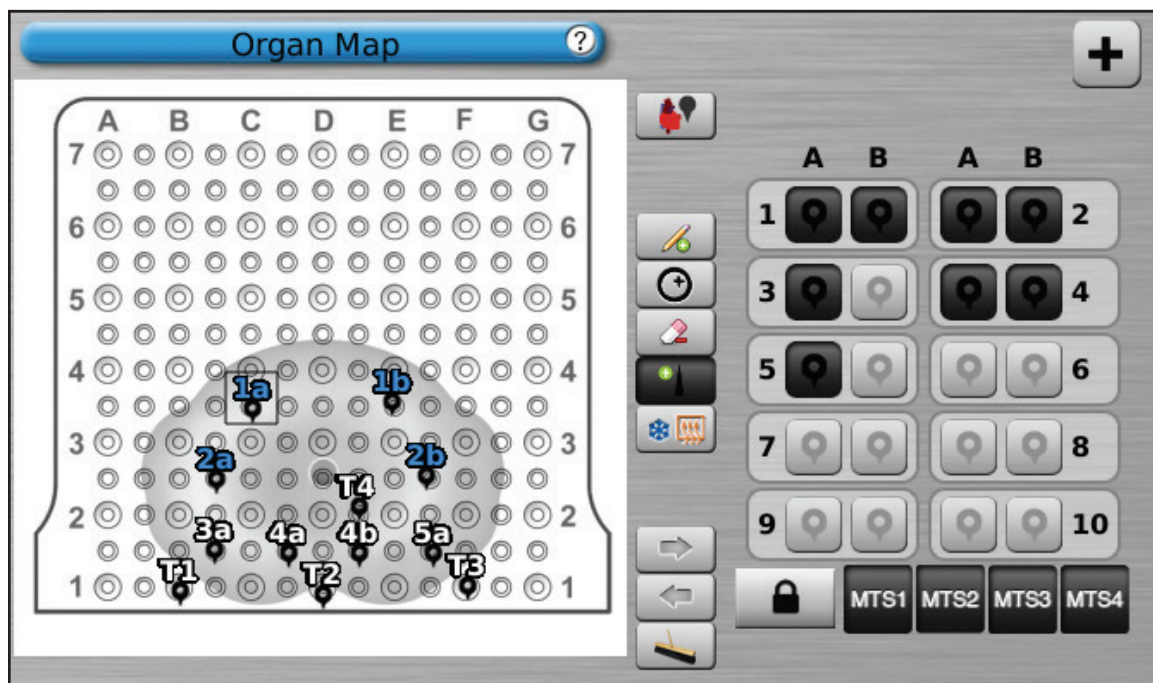 Organ Map ?
A B C D E F G
7 7
6 6
5 5
4 4
1a 1b
3 3
2a 2b
T4
2 2
3a 4a 4b 5a
T1 T2 T3
1 1
A B A B
1 2
3 4
5 6
7 8
9 10
MTS1 MTS2 MTS3 MTS4